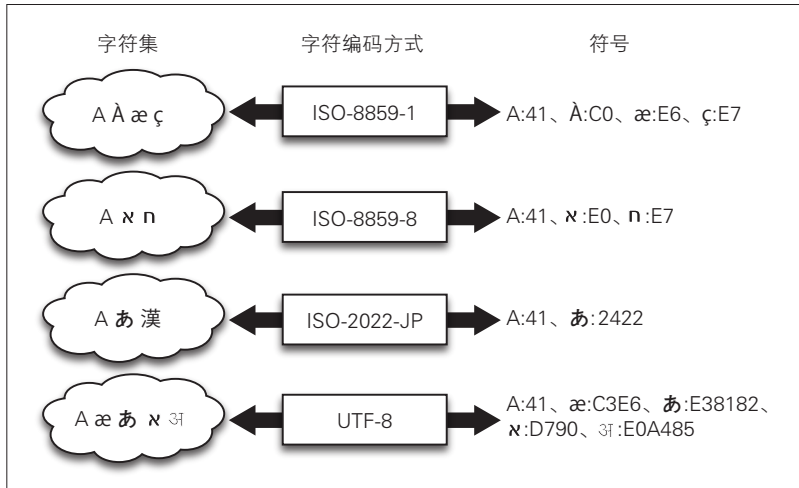 字符集 字符编码方式 符号
A À æ ç ISO-8859-1 A:41、À:C0、æ:E6、ç:E7
A א ח ISO-8859-8 A:41、א:E0、ח:E7
A あ 漢 ISO-2022-JP A:41、あ:2422
A æ あ א अ UTF-8 A:41、æ:C3E6、あ:E38182、
א:D790、अ:E0A485